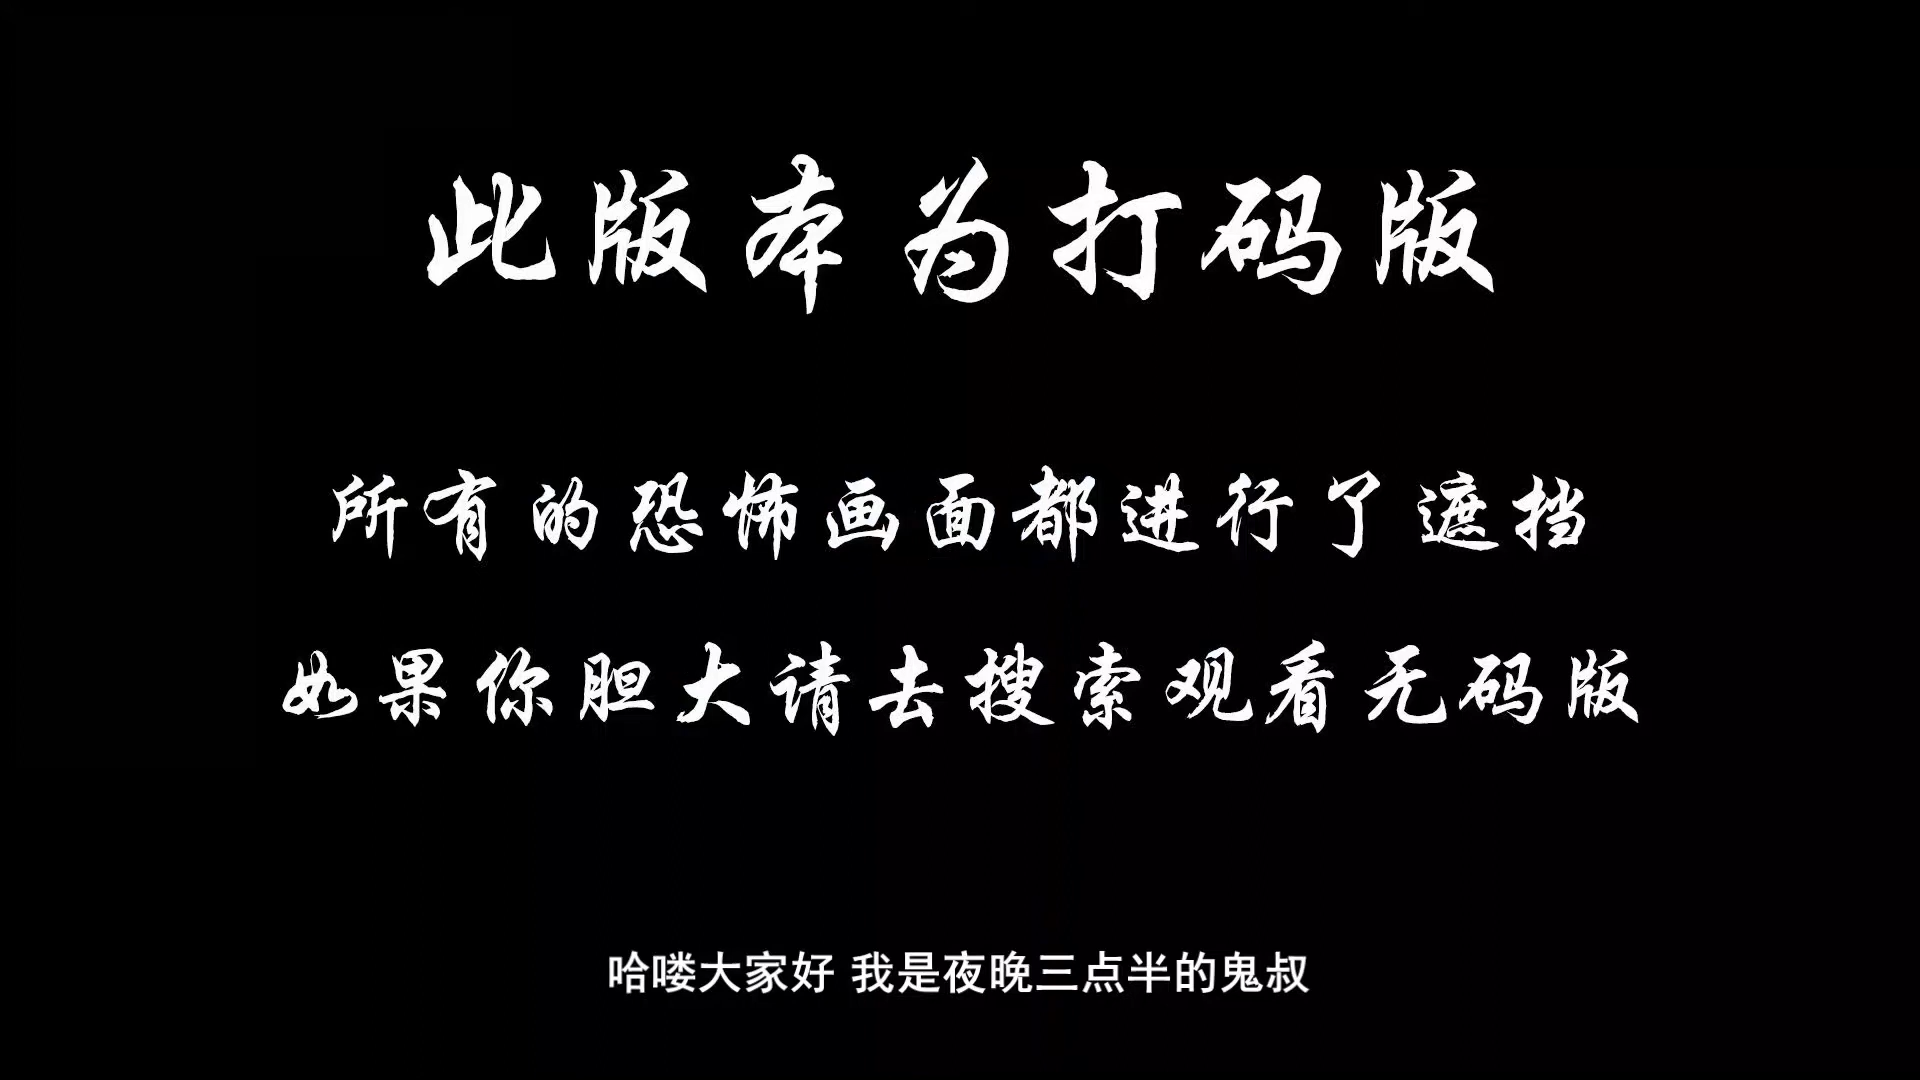 此版本为打码版
所有的恐怖画面都进行了遮挡
如果你胆大请去搜索观看无码版
哈喽大家好 我是夜晚三点半的鬼叔